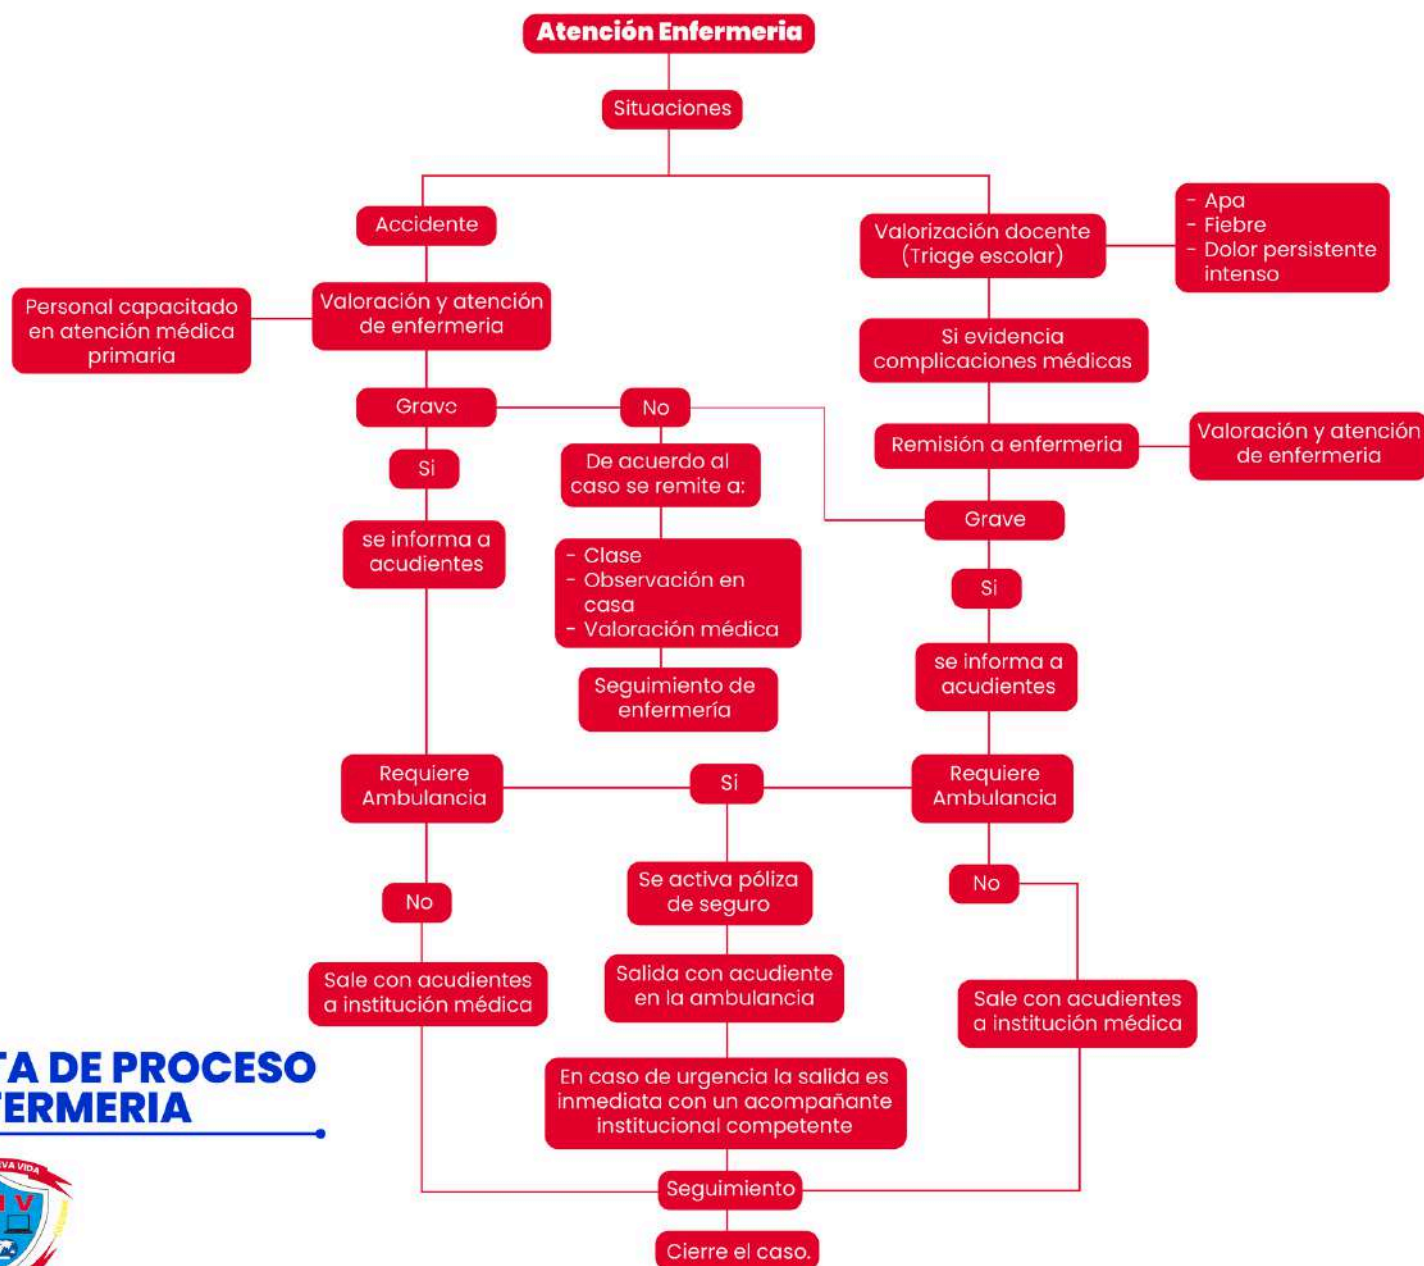 Atención Enfermeria
Situaciones
Accidente
Valorización docente
(Triage escolar)
- Apa
- Fiebre
- Dolor persistente
intenso
Personal capacitado
en atención médica
primaria
Valoración y atención
de enfermeria
Si evidencia
complicaciones médicas
Grave
No
Remisión a enfermeria
Valoración y atención
de enfermeria
Si
De acuerdo al
caso se remite a:
Grave
se informa a
acudientes
- Clase
- Observación en
casa
- Valoración médica
Si
Seguimiento de
enfermería
se informa a
acudientes
Requiere
Ambulancia
Si
Requiere
Ambulancia
No
Se activa póliza
de seguro
No
Sale con acudientes
a institución médica
Salida con acudiente
en la ambulancia
Sale con acudientes
a institución médica
En caso de urgencia la salida es
inmediata con un acompañante
institucional competente
TA DE PROCESO
FERMERIA
EVA VIDA
V
Seguimiento
Cierre el caso.